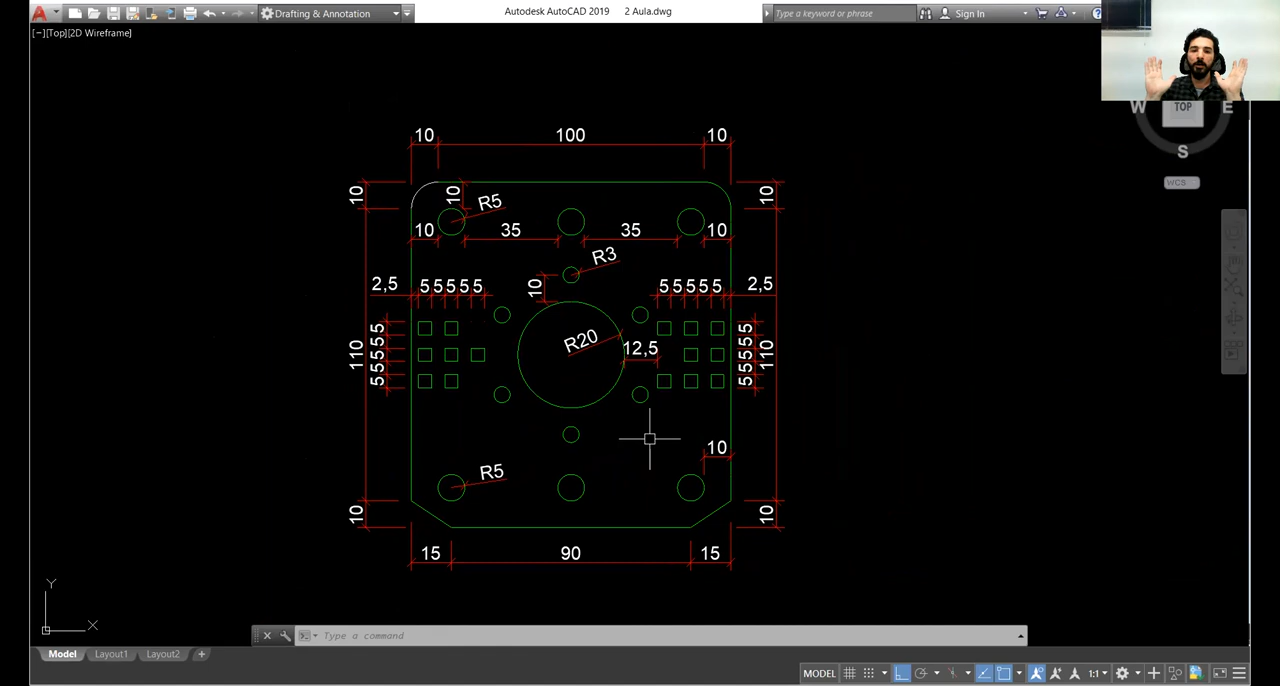 Drafting & Annotation
Autodesk AutoCAD 2019 2 Aula.dwg
Type a keyword or phrase
Sign In
[−][Top][2D Wireframe]
W TOP E
S
WCS
10 100 10
10 10 R5 10
10 35 35 10
R3
2,5 5 5 5 5 5 10 5 5 5 5 5 2,5
R20
12,5
110 5 5 5 5 5 5 5 5 5 5 110
10
R5
10 10
15 90 15
Y
X
Type a command
Model Layout1 Layout2 +
MODEL 1:1